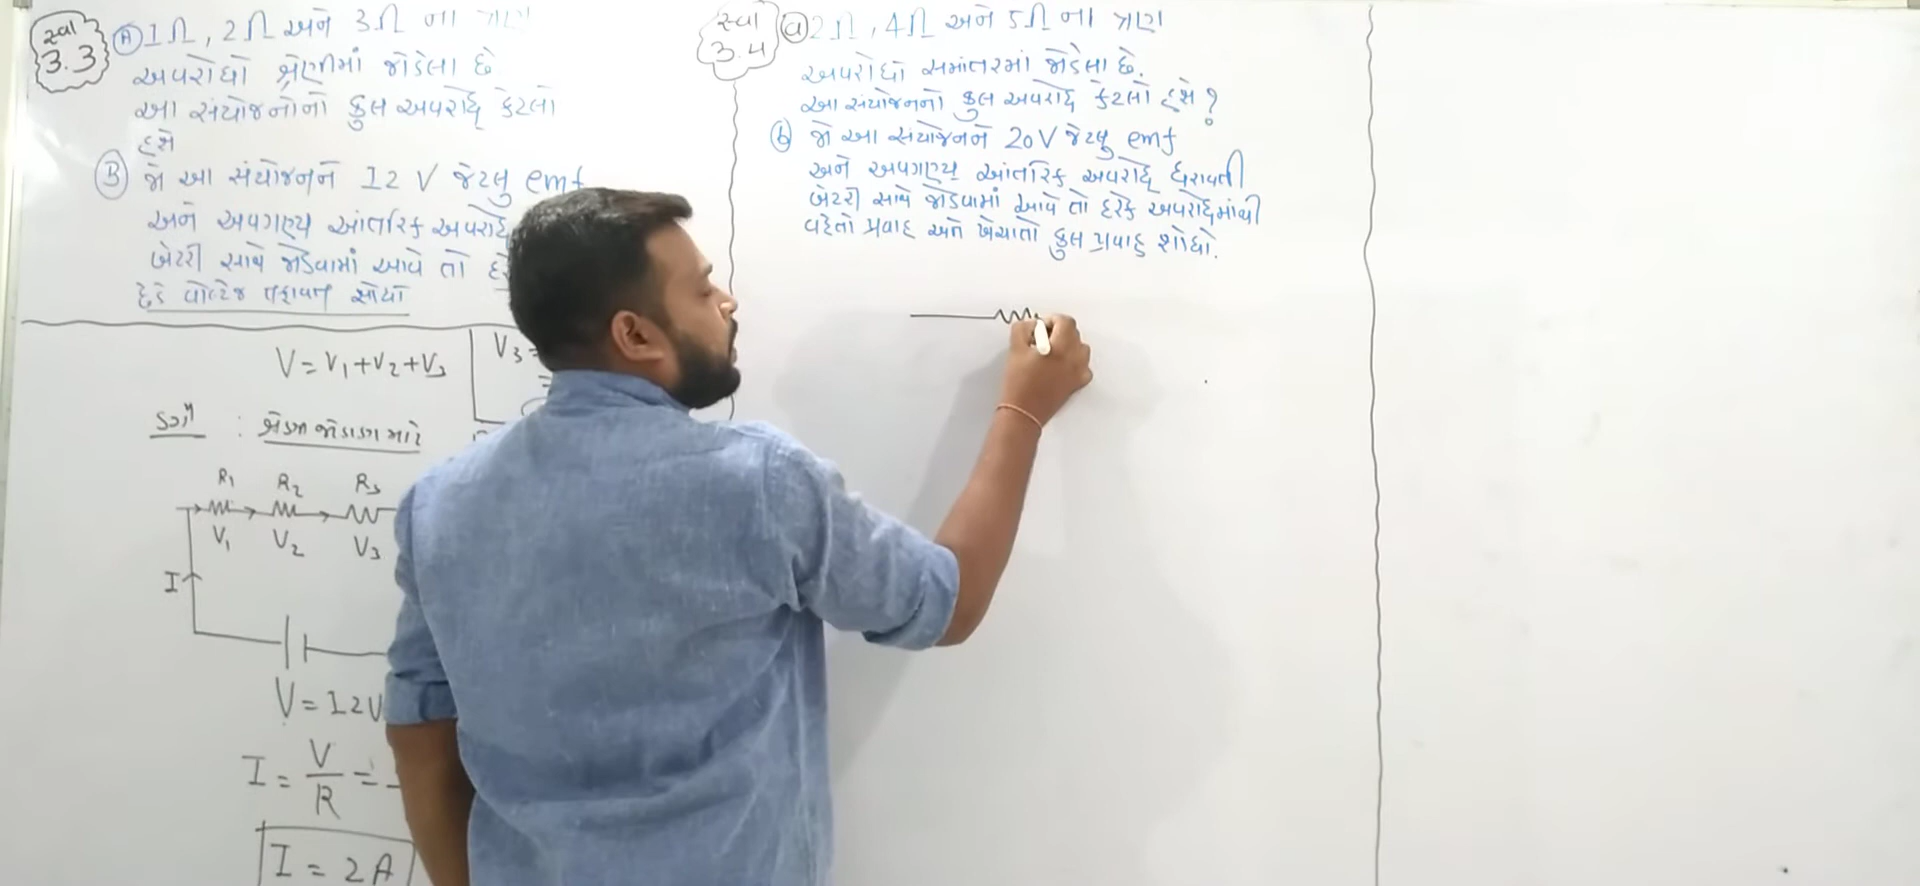 સ્વા 3.3
(A) 1Ω, 2Ω અને 3Ω ના ત્રણ
અવરોધો શ્રેણીમાં જોડેલા છે
આ સંયોજનોનો કુલ અવરોધ કેટલો
હશે
(B) જો આ સંયોજનને 12 V જેટલુ emf
અને અવગણ્ય આંતરિક અવરોધ
બેટરી સાથે જોડવામાં આવે તો
છેડે વોલ્ટેજ તફાવત સોધો
V = V1 + V2 + V3
V3 =
=
Soln : શ્રેણી જોડાણ માટે
R1 R2 R3
V1 V2 V3
I
V = 12V
I = V/R =
I = 2A
સ્વા 3.4
(a) 2Ω, 4Ω અને 5Ω ના ત્રણ
અવરોધો સમાંતરમાં જોડેલા છે.
આ સંયોજનનો કુલ અવરોધ કેટલો હશે ?
(b) જો આ સંયોજનને 20V જેટલુ emf
અને અવગણ્ય આંતરિક અવરોધ ધરાવતી
બેટરી સાથે જોડવામાં આવે તો દરેક અવરોધમાંથી
વહેતો પ્રવાહ અને ખેચાતો કુલ પ્રવાહ શોધો.